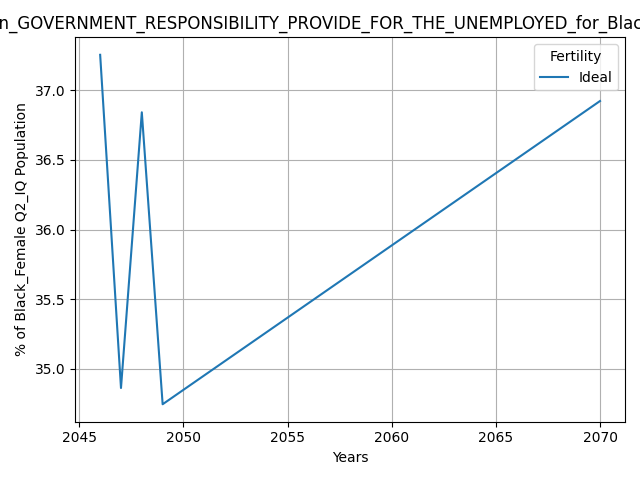 n_GOVERNMENT_RESPONSIBILITY_PROVIDE_FOR_THE_UNEMPLOYED_for_Blac
Fertility
Ideal
% of Black_Female Q2_IQ Population
37.0
36.5
36.0
35.5
35.0
2045 2050 2055 2060 2065 2070
Years